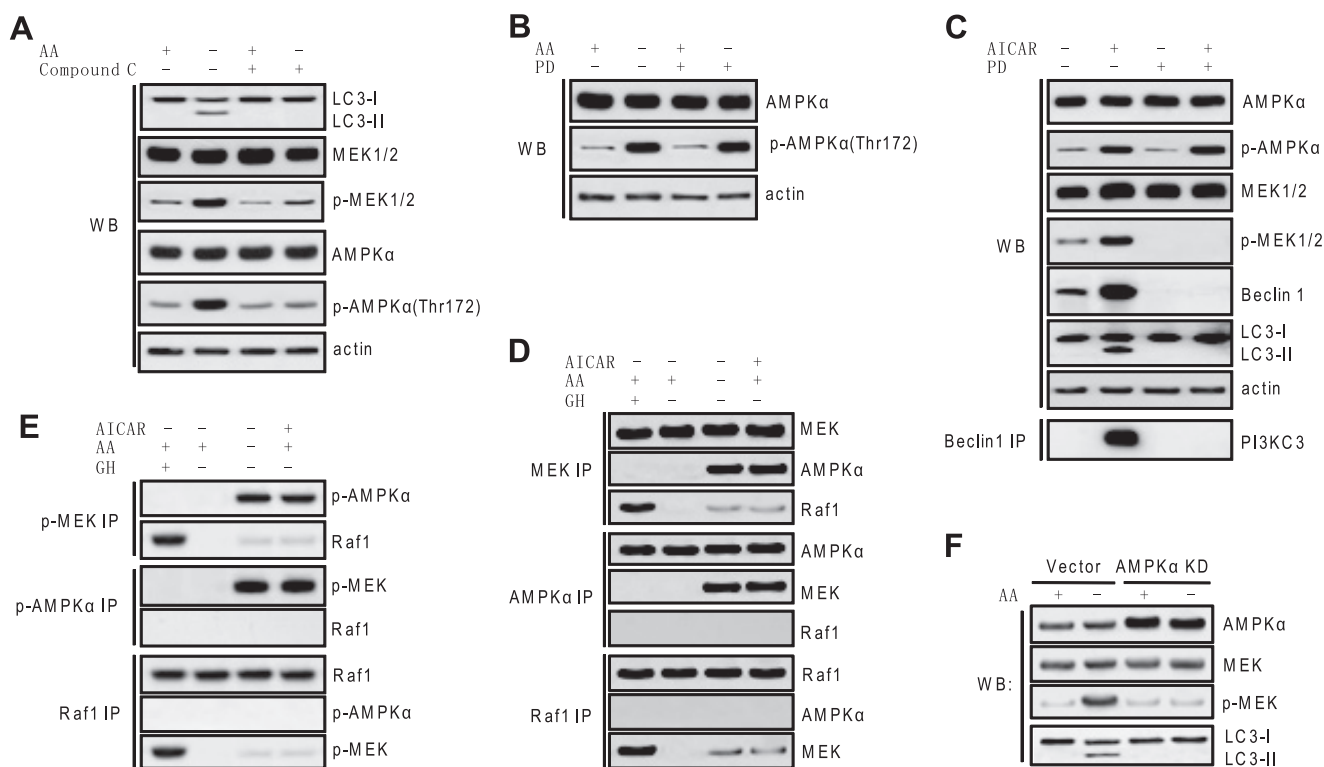 A
AA + − + −
Compound C − − + +
LC3-I
LC3-II
MEK1/2
p-MEK1/2
WB
AMPKα
p-AMPKα(Thr172)
actin
B
AA + − + −
PD − − + +
AMPKα
WB
p-AMPKα(Thr172)
actin
C
AICAR − + − +
PD − − + +
AMPKα
p-AMPKα
MEK1/2
WB
p-MEK1/2
Beclin 1
LC3-I
LC3-II
actin
Beclin1 IP
PI3KC3
D
AICAR − − − +
AA + + − +
GH + − − −
MEK
MEK IP
AMPKα
Raf1
AMPKα
AMPKα IP
MEK
Raf1
Raf1
Raf1 IP
AMPKα
MEK
E
AICAR − − − +
AA + + − +
GH + − − −
p-MEK IP
p-AMPKα
Raf1
p-AMPKα IP
p-MEK
Raf1
Raf1
Raf1 IP
p-AMPKα
p-MEK
F
Vector AMPKα KD
AA + − + −
AMPKα
MEK
WB:
p-MEK
LC3-I
LC3-II